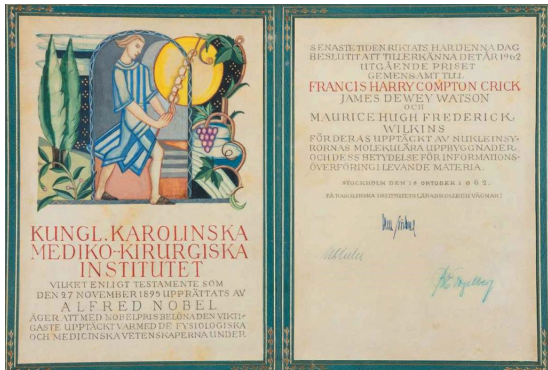 KUNGL. KAROLINSKA
MEDIKO-KIRURGISKA
INSTITUTET
VILKET ENLIGT TESTAMENTE SOM
DEN 27 NOVEMBER 1895 UPPRÄTTATS AV
ALFRED NOBEL
ÄGER ATT MED NOBELPRIS BELÖNA DEN VIKTI-
GASTE UPPTÄCKT VARMED DE FYSIOLOGISKA
OCH MEDICINSKA VETENSKAPERNA UNDER
SENASTE TIDEN RIKTATS HAR DENNA DAG
BESLUTIT ATT TILLERKÄNNA DET ÅR 1962
UTGÅENDE PRISET
GEMENSAMT TILL
FRANCIS HARRY COMPTON CRICK
JAMES DEWEY WATSON
OCH
MAURICE HUGH FREDERICK
WILKINS
FÖR DERAS UPPTÄCKT AV NUKLEINSY-
RORNAS MOLEKULÄRA UPPBYGGNADER
OCH DESS BETYDELSE FÖR INFORMATIONS-
ÖVERFÖRING I LEVANDE MATERIA.
STOCKHOLM DEN 18 OKTOBER 1962.